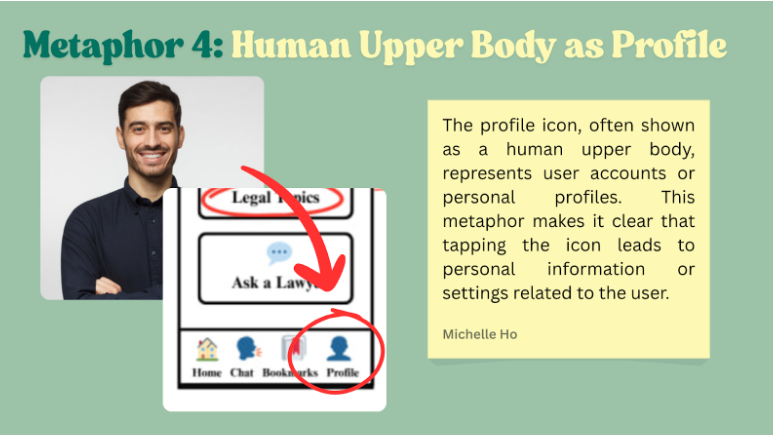 Metaphor 4: Human Upper Body as Profile
Legal Topics
Ask a Lawy
Home Chat Bookmarks Profile
The profile icon, often shown
as a human upper body,
represents user accounts or
personal profiles. This
metaphor makes it clear that
tapping the icon leads to
personal information or
settings related to the user.
Michelle Ho